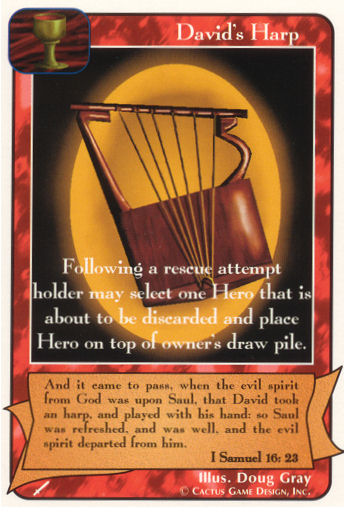 David's Harp
Following a rescue attempt
holder may select one Hero that is
about to be discarded and place
Hero on top of owner's draw pile.
And it came to pass, when the evil spirit
from God was upon Saul, that David took
an harp, and played with his hand: so Saul
was refreshed, and was well, and the evil
spirit departed from him.
I Samuel 16: 23
Illus. Doug Gray
© Cactus Game Design, Inc.